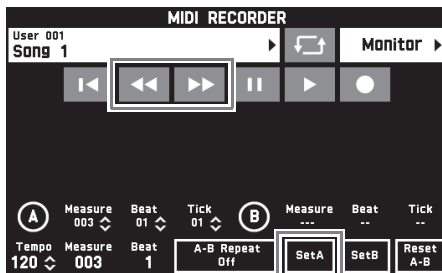 MIDI RECORDER
User 001
Song 1
Monitor
A Measure Beat Tick B Measure Beat Tick
003 01 01 --- -- --
Tempo Measure Beat A-B Repeat SetA SetB Reset
120 003 1 Off A-B